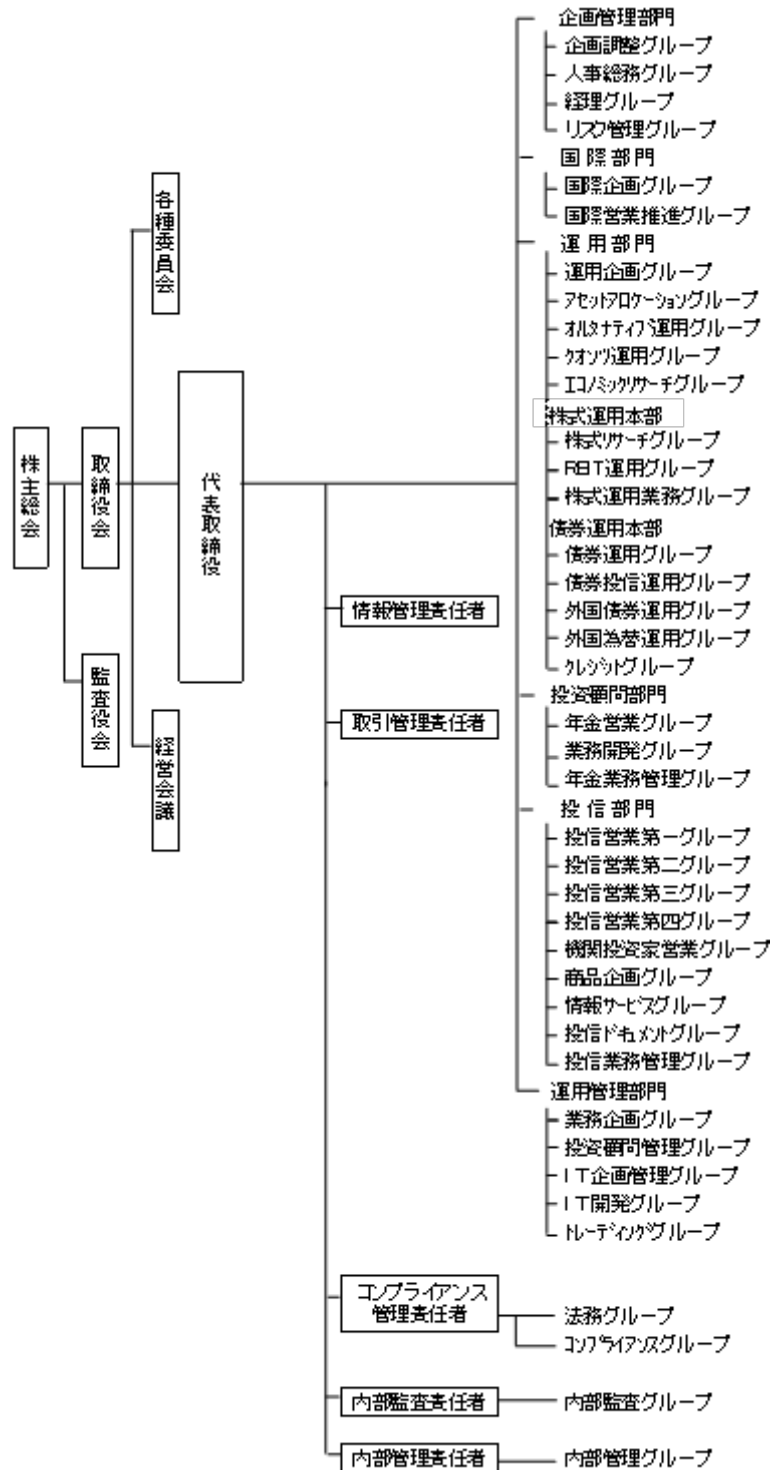 株主総会
取締役会
監査役会
各種委員会
経営会議
代表取締役
情報管理責任者
取引管理責任者
コンプライアンス
管理責任者
内部監査責任者
内部管理責任者
企画管理部門
企画調整グループ
人事総務グループ
経理グループ
リスク管理グループ
国際部門
国際企画グループ
国際営業推進グループ
運用部門
運用企画グループ
アセットアロケーショングループ
オルタナティブ運用グループ
クオンツ運用グループ
エコノミックリサーチグループ
株式運用本部
株式リサーチグループ
REIT運用グループ
株式運用業務グループ
債券運用本部
債券運用グループ
債券投信運用グループ
外国債券運用グループ
外国為替運用グループ
クレジットグループ
投資顧問部門
年金営業グループ
業務開発グループ
年金業務管理グループ
投信部門
投信営業第一グループ
投信営業第二グループ
投信営業第三グループ
投信営業第四グループ
機関投資家営業グループ
商品企画グループ
情報サービスグループ
投信ドキュメントグループ
投信業務管理グループ
運用管理部門
業務企画グループ
投資顧問管理グループ
IT企画管理グループ
IT開発グループ
トレーディンググループ
法務グループ
コンプライアンスグループ
内部監査グループ
内部管理グループ